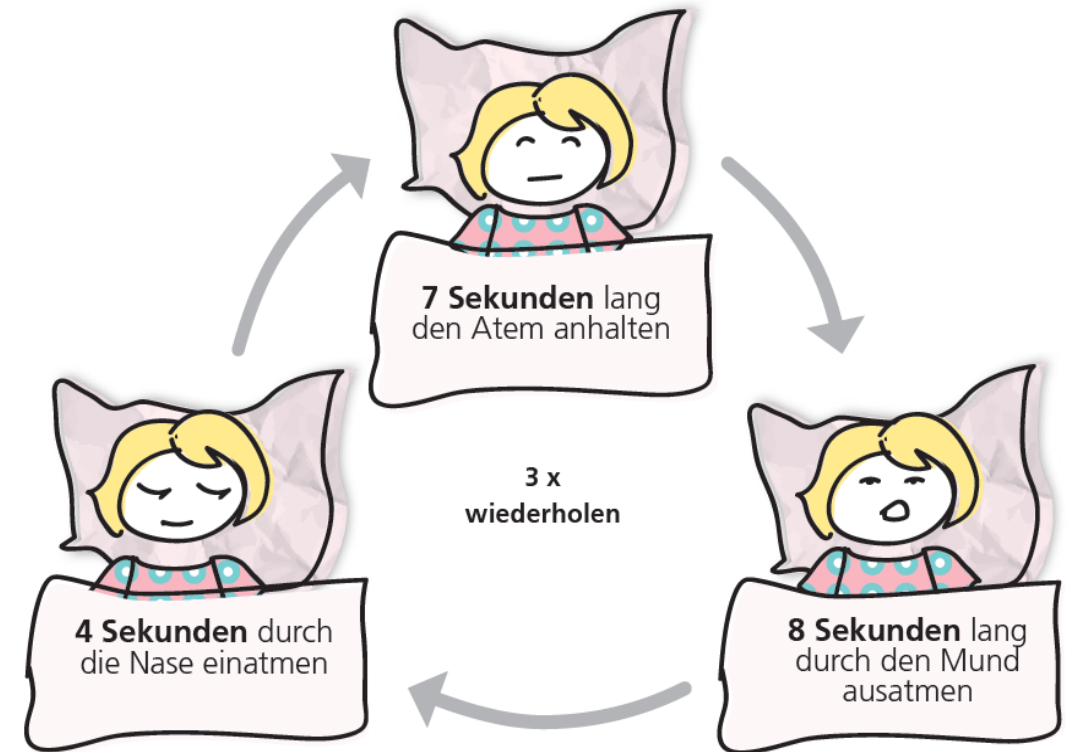 7 Sekunden lang
den Atem anhalten
3 x
wiederholen
4 Sekunden durch
die Nase einatmen
8 Sekunden lang
durch den Mund
ausatmen